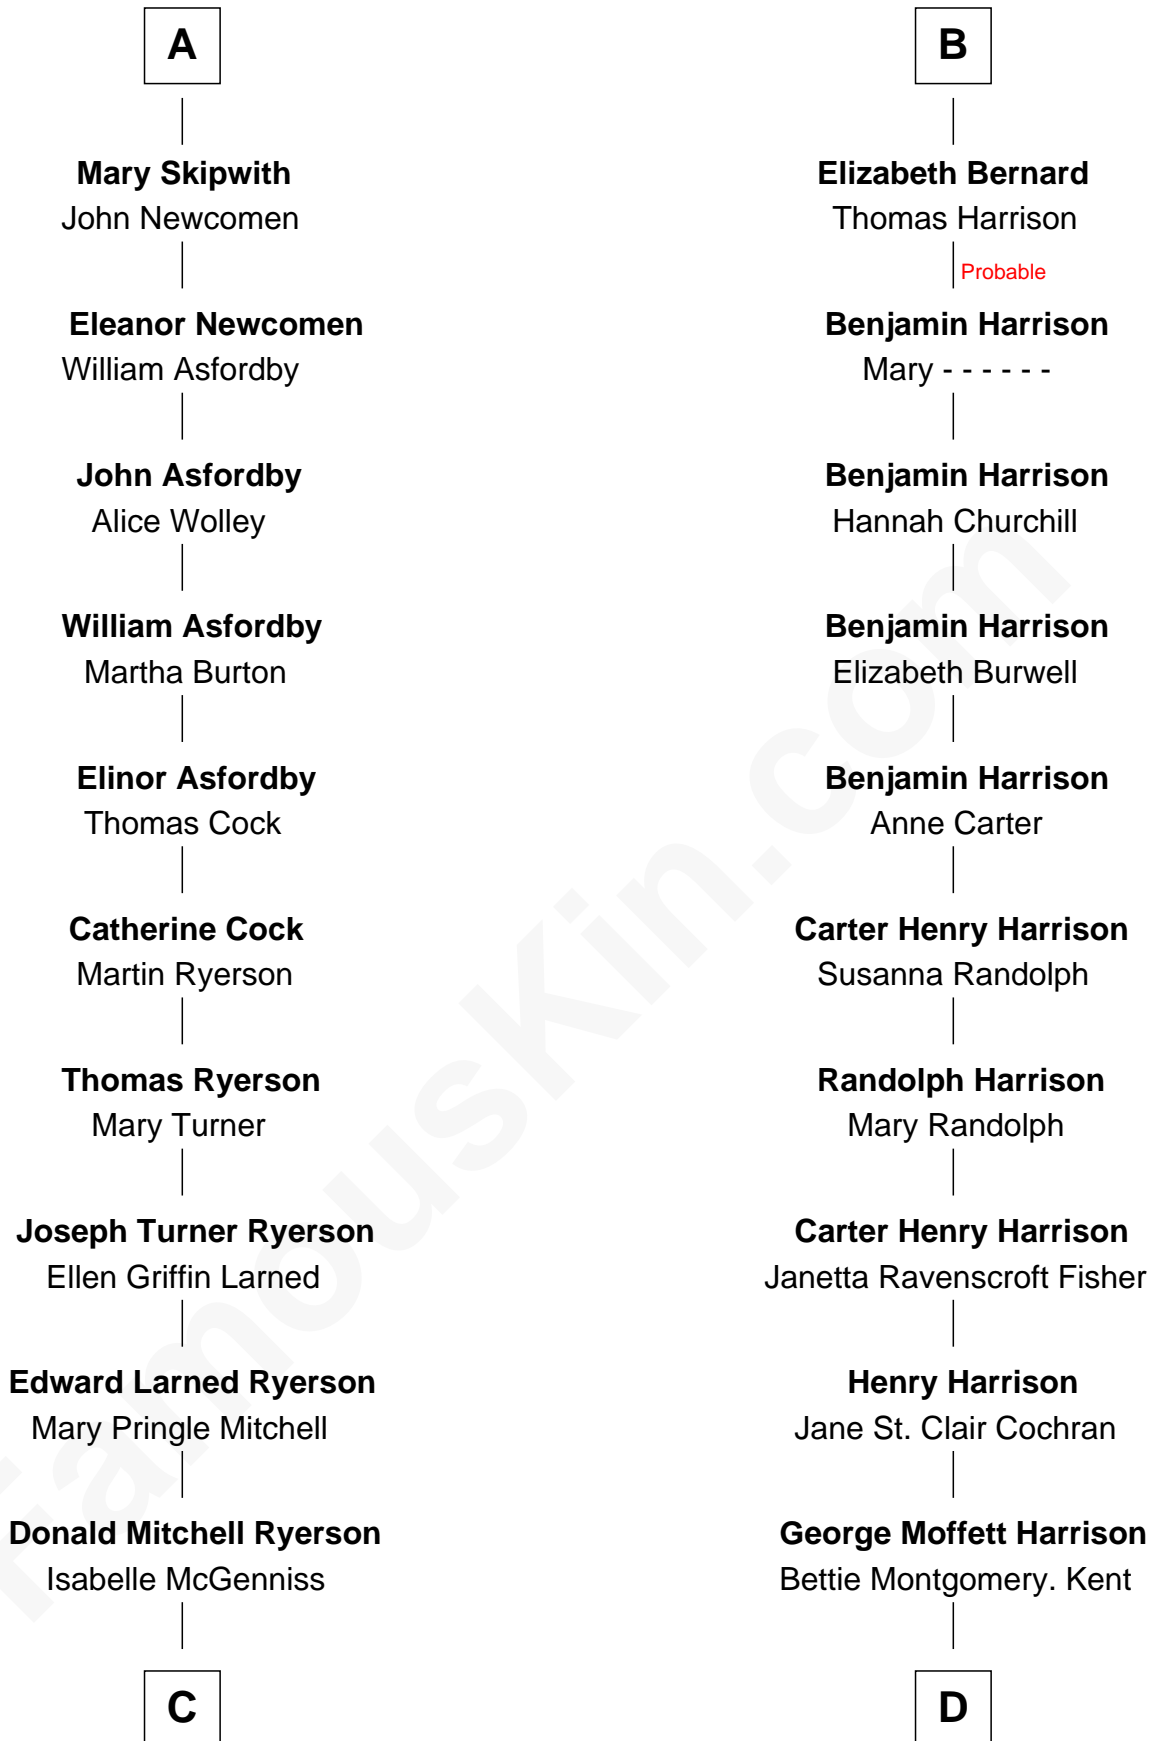 A
Mary Skipwith
John Newcomen
Eleanor Newcomen
William Asfordby
John Asfordby
Alice Wolley
William Asfordby
Martha Burton
Elinor Asfordby
Thomas Cock
Catherine Cock
Martin Ryerson
Thomas Ryerson
Mary Turner
Joseph Turner Ryerson
Ellen Griffin Larned
Edward Larned Ryerson
Mary Pringle Mitchell
Donald Mitchell Ryerson
Isabelle McGenniss
C
B
Elizabeth Bernard
Thomas Harrison
Probable
Benjamin Harrison
Mary - - - - - -
Benjamin Harrison
Hannah Churchill
Benjamin Harrison
Elizabeth Burwell
Benjamin Harrison
Anne Carter
Carter Henry Harrison
Susanna Randolph
Randolph Harrison
Mary Randolph
Carter Henry Harrison
Janetta Ravenscroft Fisher
Henry Harrison
Jane St. Clair Cochran
George Moffett Harrison
Bettie Montgomery. Kent
D
FamousKin.com